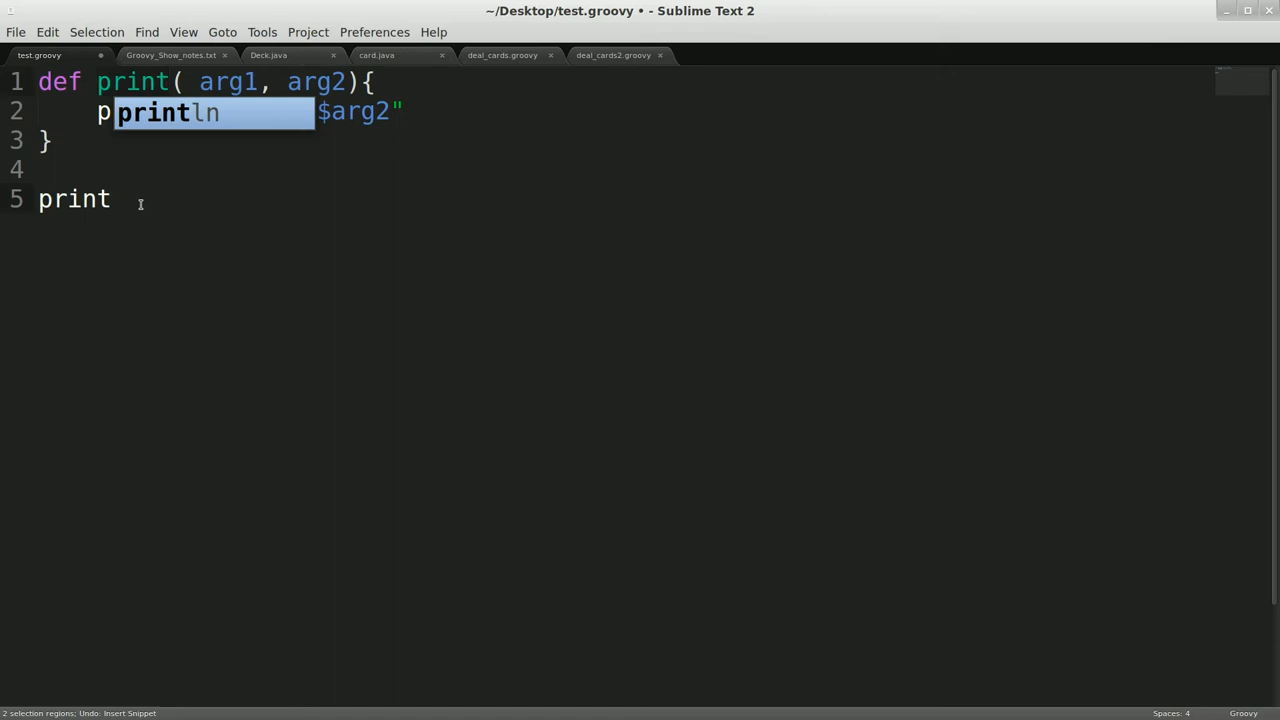 ~/Desktop/test.groovy • - Sublime Text 2
File Edit Selection Find View Goto Tools Project Preferences Help
test.groovy Groovy_Show_notes.txt × Deck.java × card.java × deal_cards.groovy × deal_cards2.groovy ×
1 def print( arg1, arg2){
2 p println $arg2"
3 }
4
5 print
2 selection regions; Undo: Insert Snippet Spaces: 4 Groovy